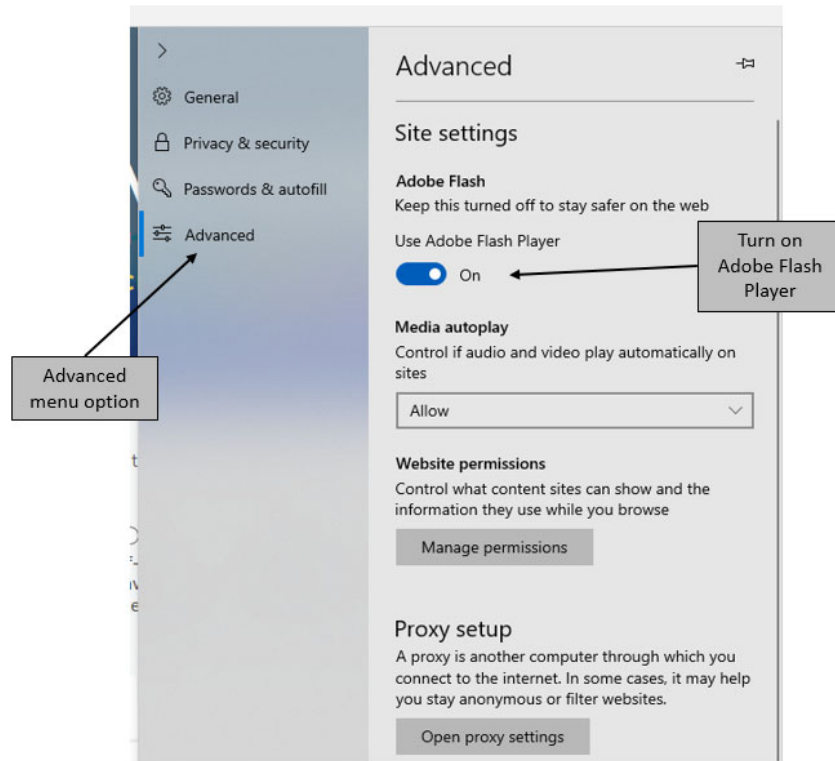 General
Privacy & security
Passwords & autofill
Advanced
Advanced
menu option
Advanced
Site settings
Adobe Flash
Keep this turned off to stay safer on the web
Use Adobe Flash Player
On
Turn on
Adobe Flash
Player
Media autoplay
Control if audio and video play automatically on
sites
Allow
Website permissions
Control what content sites can show and the
information they use while you browse
Manage permissions
Proxy setup
A proxy is another computer through which you
connect to the internet. In some cases, it may help
you stay anonymous or filter websites.
Open proxy settings